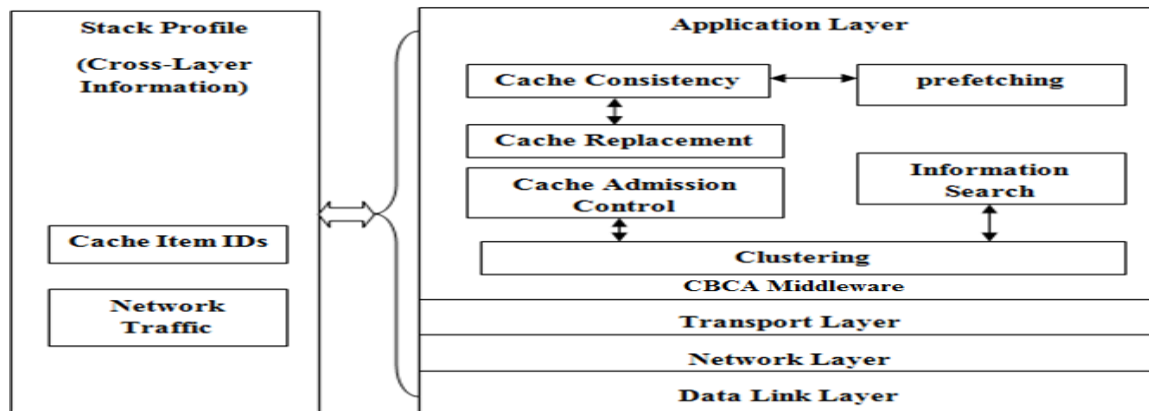 Stack Profile
(Cross-Layer
Information)
Cache Item IDs
Network
Traffic
Application Layer
Cache Consistency
prefetching
Cache Replacement
Cache Admission
Control
Information
Search
Clustering
CBCA Middleware
Transport Layer
Network Layer
Data Link Layer